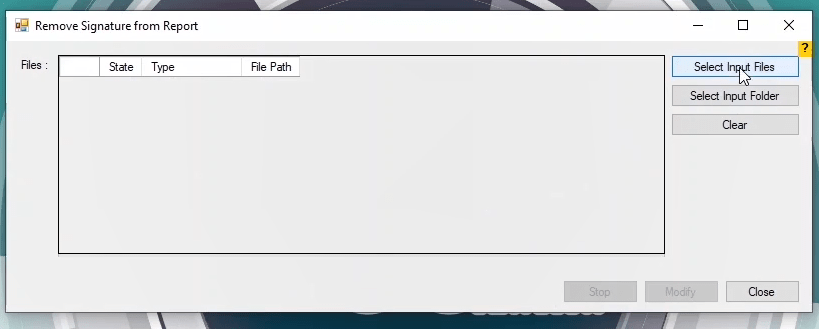 Remove Signature from Report
?
Files :
State Type File Path
Select Input Files
Select Input Folder
Clear
Stop Modify Close